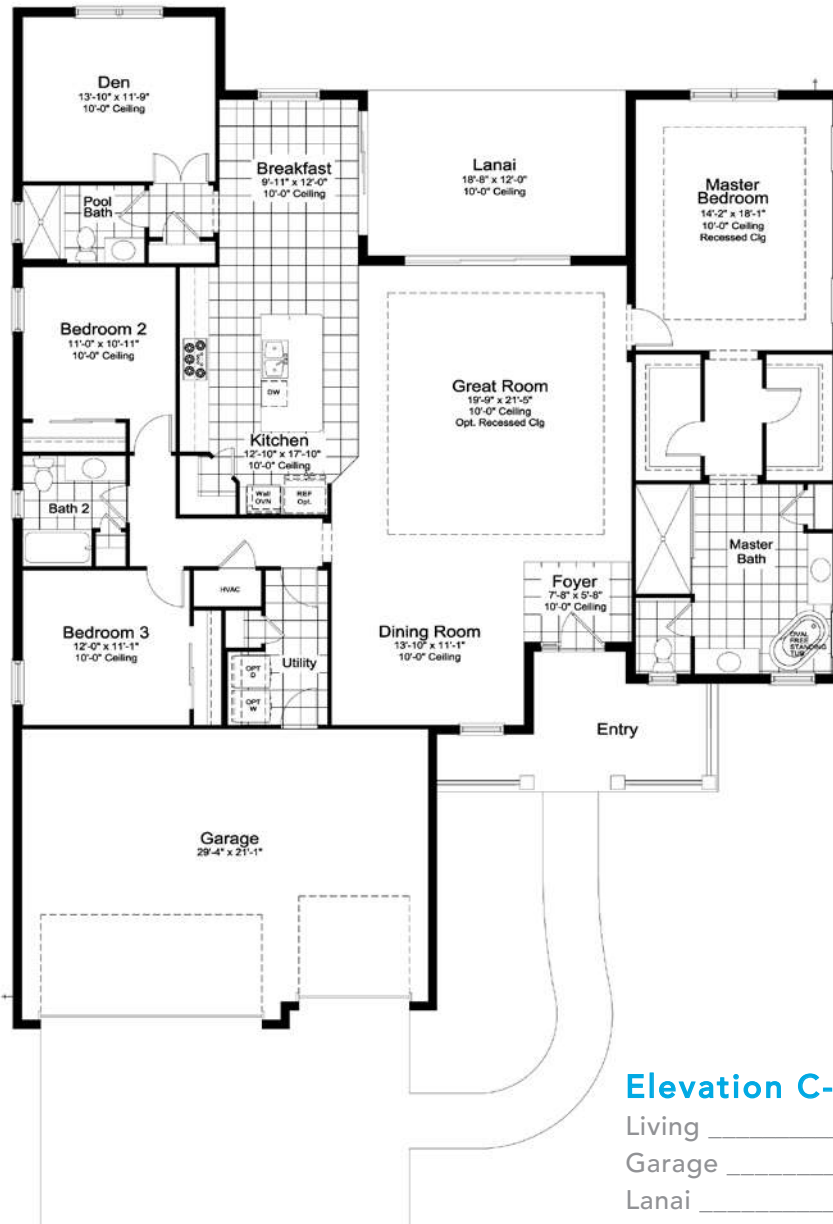 Den
13'-10" x 11'-9"
10'-0" Ceiling
Breakfast
9'-11" x 12'-0"
10'-0" Ceiling
Lanai
18'-8" x 12'-0"
10'-0" Ceiling
Master
Bedroom
14'-2" x 18'-1"
10'-0" Ceiling
Recessed Clg
Pool
Bath
Bedroom 2
11'-0" x 10'-11"
10'-0" Ceiling
DW
Great Room
19'-9" x 21'-5"
10'-0" Ceiling
Opt. Recessed Clg
Kitchen
12'-10" x 17'-10"
10'-0" Ceiling
Wall
OVN
REF
Opt.
Bath 2
Master
Bath
HVAC
Foyer
7'-8" x 5'-8"
10'-0" Ceiling
Bedroom 3
12'-0" x 11'-1"
10'-0" Ceiling
Dining Room
13'-10" x 11'-1"
10'-0" Ceiling
OVAL
FREE
STANDING
TUB
Utility
OPT
D
OPT
W
Entry
Garage
29'-4" x 21'-1"
Elevation C-
Living __________
Garage _________
Lanai __________